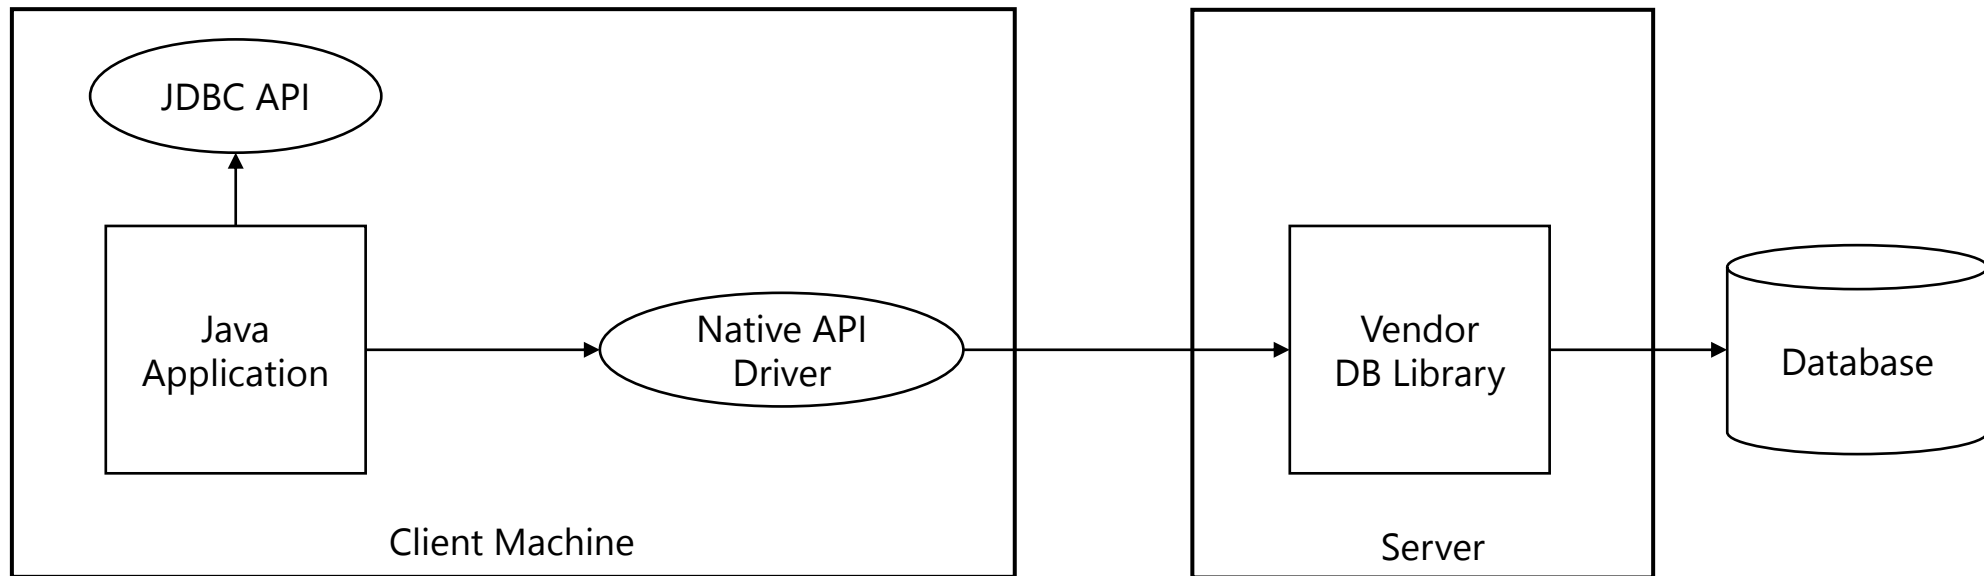 JDBC API
Java
Application
Native API
Driver
Client Machine
Vendor
DB Library
Server
Database